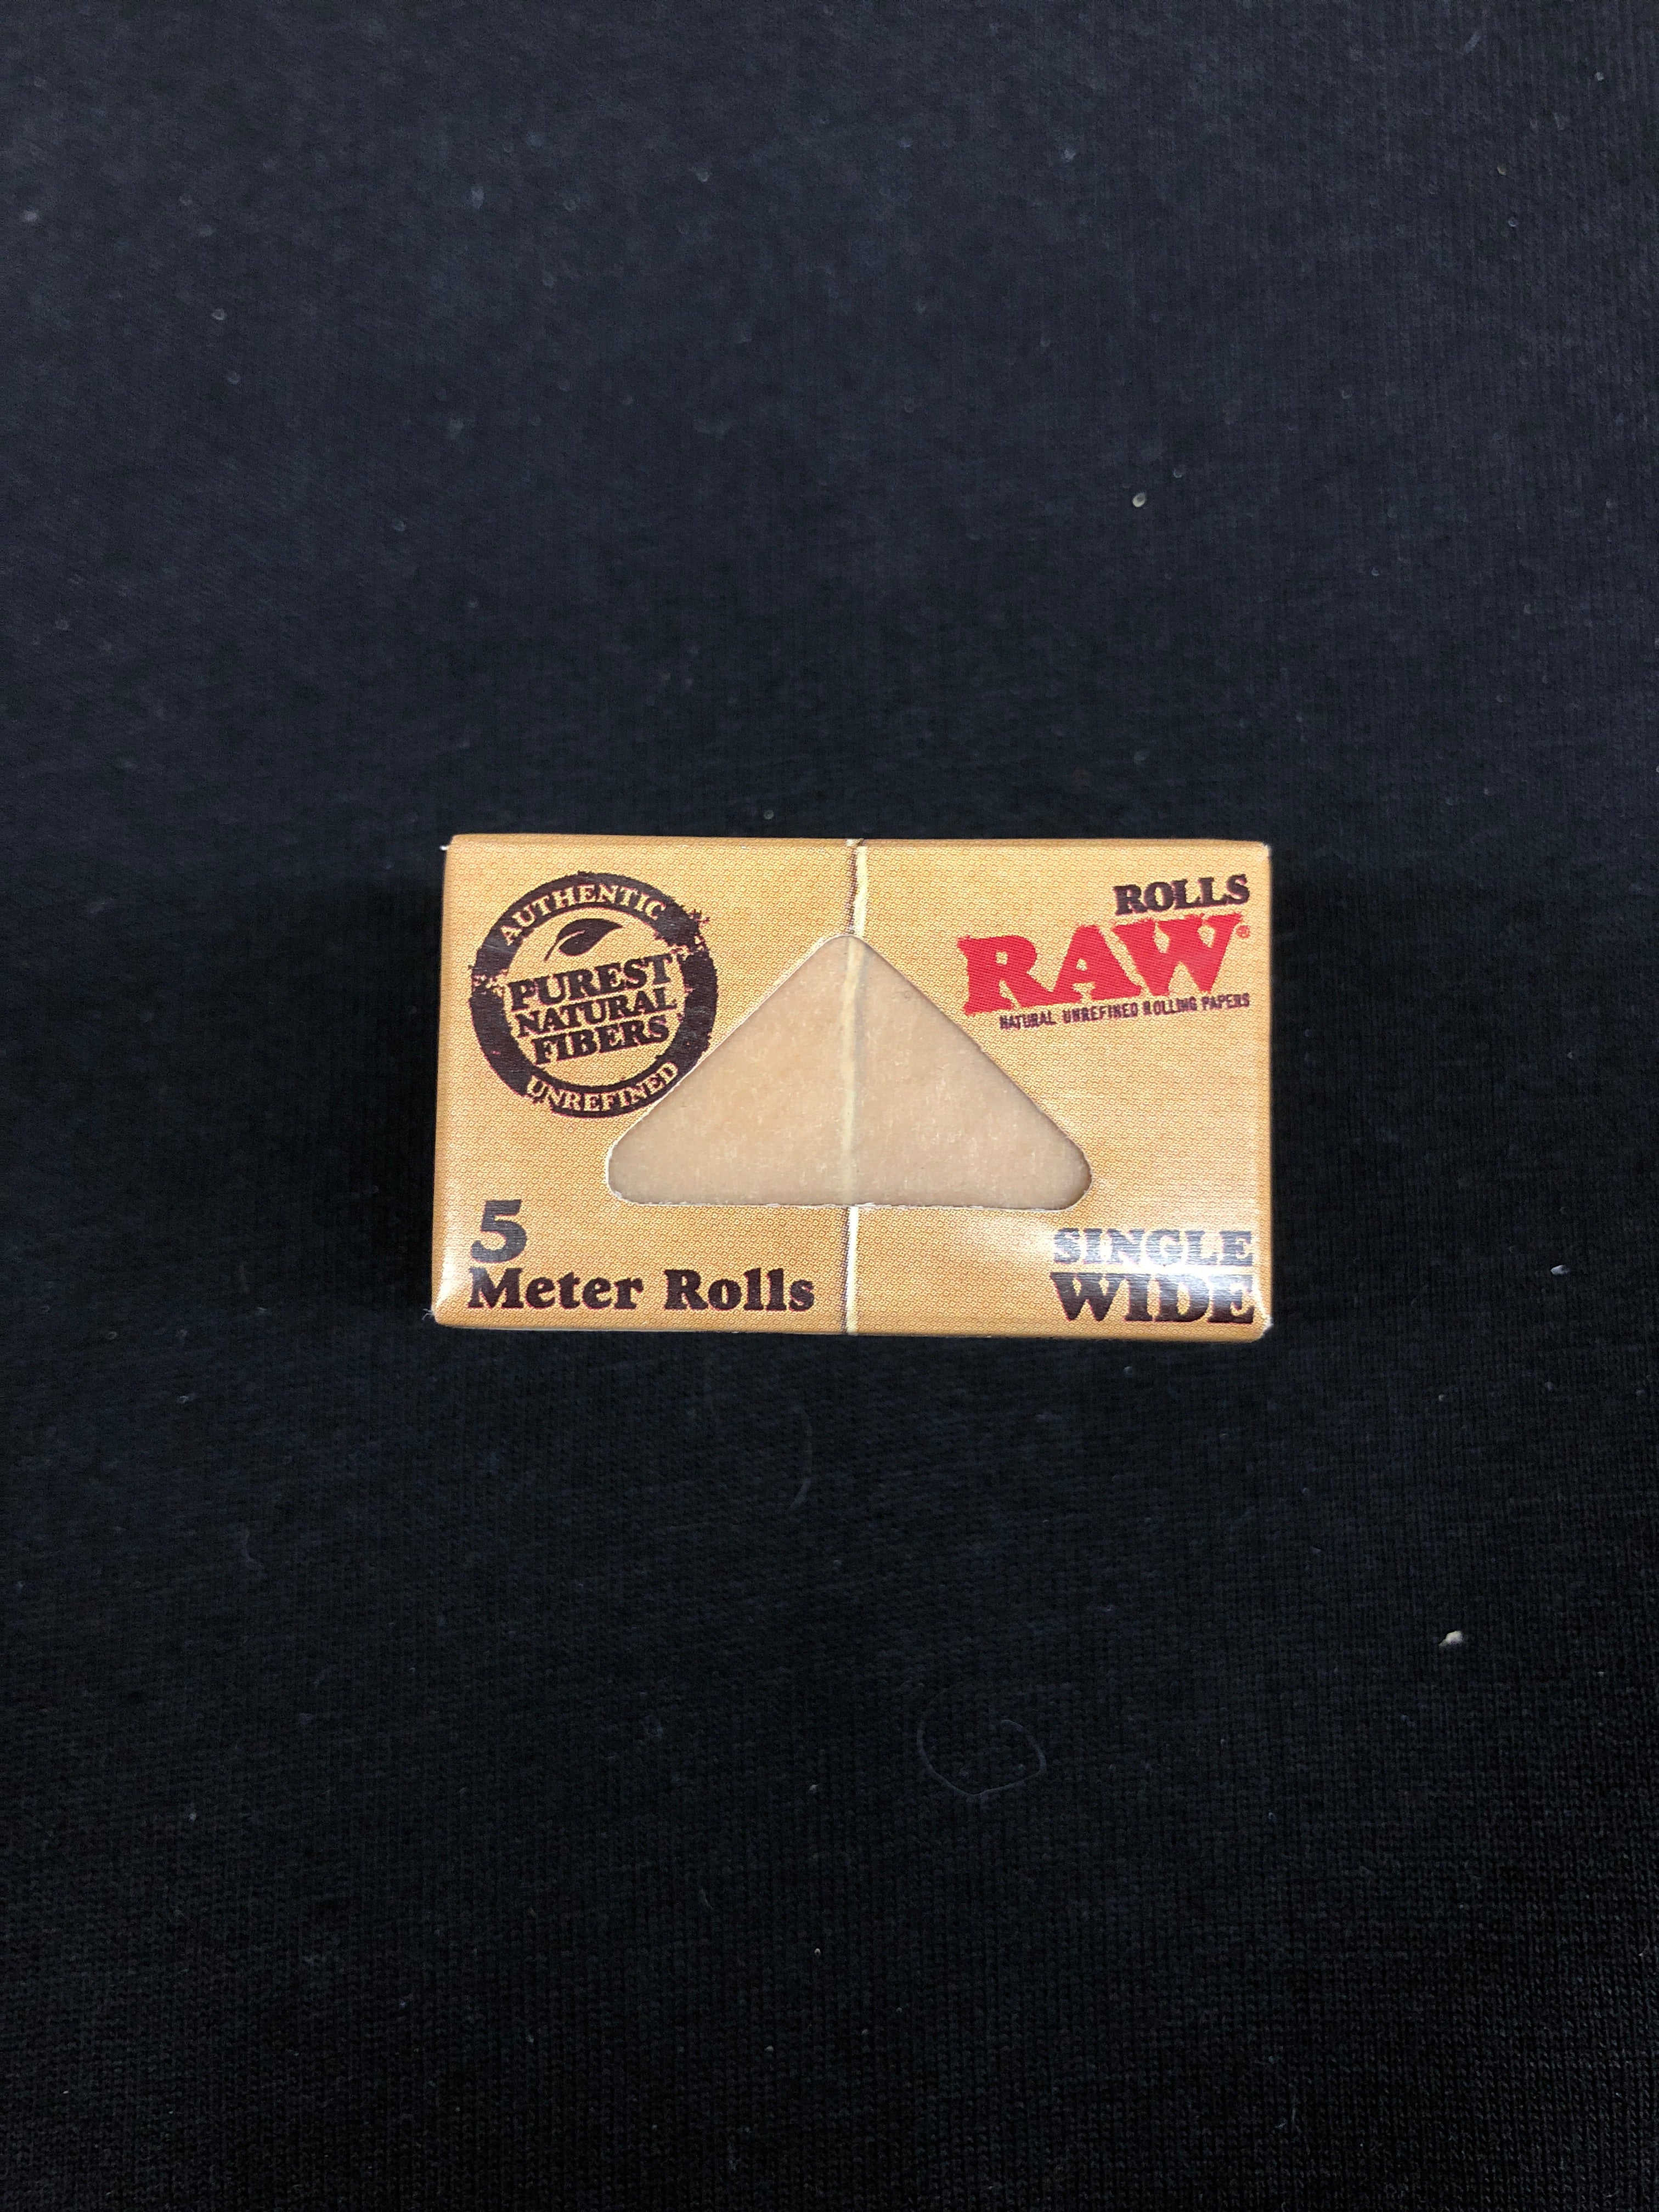 AUTHENTIC
PUREST
NATURAL
FIBERS
UNREFINED
ROLLS
RAW®
NATURAL UNREFINED ROLLING PAPERS
5
Meter Rolls
SINGLE
WIDE